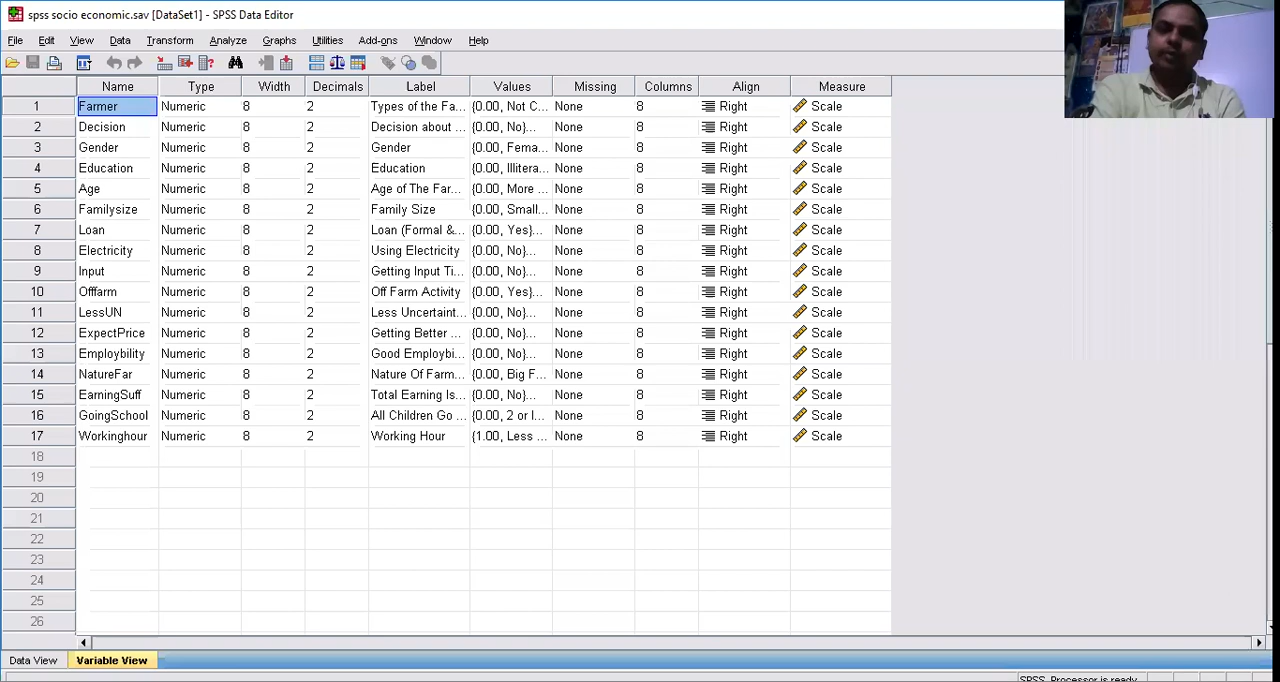 spss socio economic.sav [DataSet1] - SPSS Data Editor
File Edit View Data Transform Analyze Graphs Utilities Add-ons Window Help
Name Type Width Decimals Label Values Missing Columns Align Measure
1 Farmer Numeric 8 2 Types of the Fa... {0.00, Not C... None 8 Right Scale
2 Decision Numeric 8 2 Decision about ... {0.00, No}... None 8 Right Scale
3 Gender Numeric 8 2 Gender {0.00, Fema... None 8 Right Scale
4 Education Numeric 8 2 Education {0.00, Illitera... None 8 Right Scale
5 Age Numeric 8 2 Age of The Far... {0.00, More ... None 8 Right Scale
6 Familysize Numeric 8 2 Family Size {0.00, Small... None 8 Right Scale
7 Loan Numeric 8 2 Loan (Formal &... {0.00, Yes}... None 8 Right Scale
8 Electricity Numeric 8 2 Using Electricity {0.00, No}... None 8 Right Scale
9 Input Numeric 8 2 Getting Input Ti... {0.00, No}... None 8 Right Scale
10 Offfarm Numeric 8 2 Off Farm Activity {0.00, Yes}... None 8 Right Scale
11 LessUN Numeric 8 2 Less Uncertaint... {0.00, No}... None 8 Right Scale
12 ExpectPrice Numeric 8 2 Getting Better ... {0.00, No}... None 8 Right Scale
13 Employbility Numeric 8 2 Good Employbi... {0.00, No}... None 8 Right Scale
14 NatureFar Numeric 8 2 Nature Of Farm... {0.00, Big F... None 8 Right Scale
15 EarningSuff Numeric 8 2 Total Earning Is... {0.00, No}... None 8 Right Scale
16 GoingSchool Numeric 8 2 All Children Go ... {0.00, 2 or l... None 8 Right Scale
17 Workinghour Numeric 8 2 Working Hour {1.00, Less ... None 8 Right Scale
18
19
20
21
22
23
24
25
26
Data View Variable View
SPSS Processor is ready